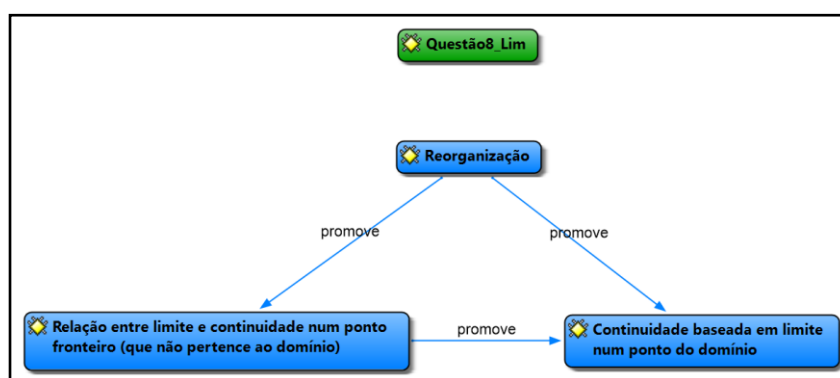 Questão8_Lim
Reorganização
promove
promove
Relação entre limite e continuidade num ponto
fronteiro (que não pertence ao domínio)
promove
Continuidade baseada em limite
num ponto do domínio